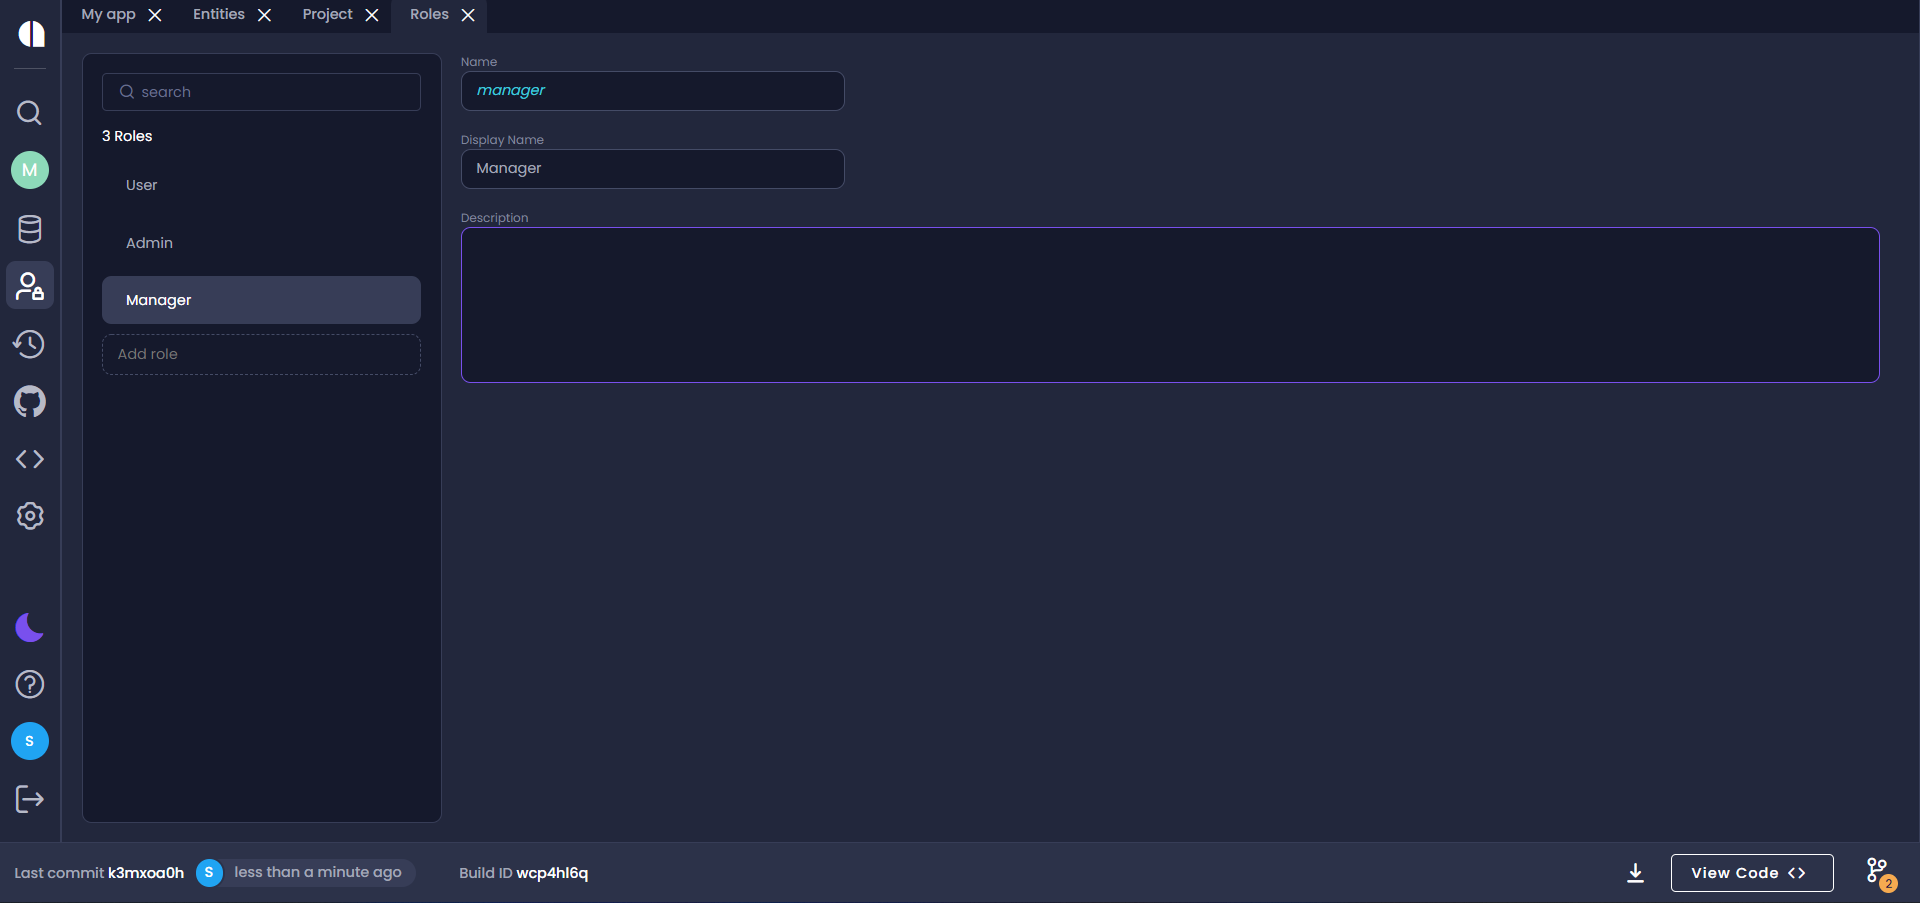 My app
Entities
Project
Roles
M
S
search
3 Roles
User
Admin
Manager
Add role
Name
manager
Display Name
Manager
Description
Last commit k3mxoa0h
S
less than a minute ago
Build ID wcp4hl6q
View Code
2